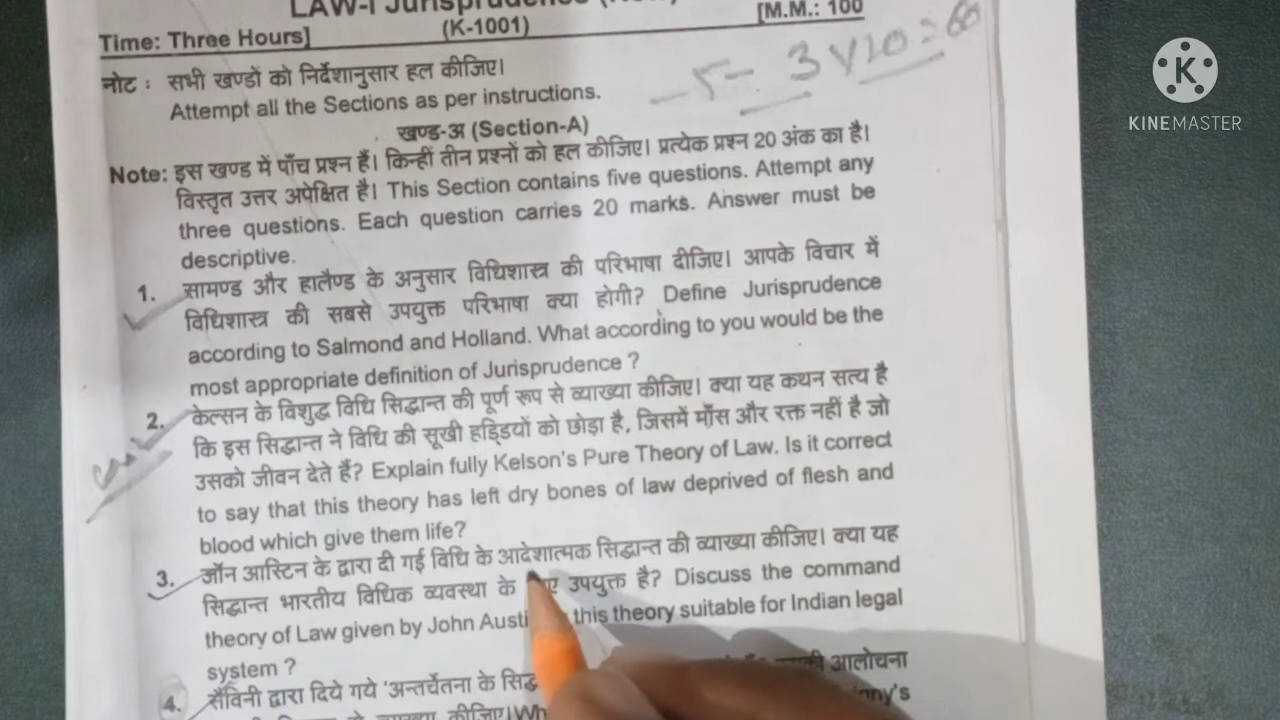 LAW-I Jurisprudence
Time: Three Hours]
(K-1001)
[M.M.: 100
नोट : सभी खण्डों को निर्देशानुसार हल कीजिए।
Attempt all the Sections as per instructions.
खण्ड-अ (Section-A)
Note: इस खण्ड में पाँच प्रश्न हैं। किन्हीं तीन प्रश्नों को हल कीजिए। प्रत्येक प्रश्न 20 अंक का है।
विस्तृत उत्तर अपेक्षित है। This Section contains five questions. Attempt any
three questions. Each question carries 20 marks. Answer must be
descriptive.
1. सामण्ड और हालैण्ड के अनुसार विधिशास्त्र की परिभाषा दीजिए। आपके विचार में
विधिशास्त्र की सबसे उपयुक्त परिभाषा क्या होगी? Define Jurisprudence
according to Salmond and Holland. What according to you would be the
most appropriate definition of Jurisprudence ?
2. केल्सन के विशुद्ध विधि सिद्धान्त की पूर्ण रूप से व्याख्या कीजिए। क्या यह कथन सत्य है
कि इस सिद्धान्त ने विधि की सूखी हड्डियों को छोड़ा है, जिसमें माँस और रक्त नहीं है जो
उसको जीवन देते हैं? Explain fully Kelson's Pure Theory of Law. Is it correct
to say that this theory has left dry bones of law deprived of flesh and
blood which give them life?
3. जॉन आस्टिन के द्वारा दी गई विधि के आदेशात्मक सिद्धान्त की व्याख्या कीजिए। क्या यह
सिद्धान्त भारतीय विधिक व्यवस्था के उपयुक्त है? Discuss the command
theory of Law given by John Austi this theory suitable for Indian legal
system ?
4. सैविनी द्वारा दिये गये 'अन्तर्चेतना के आलोचना
व्याख्या कीजिए।
KINEMASTER